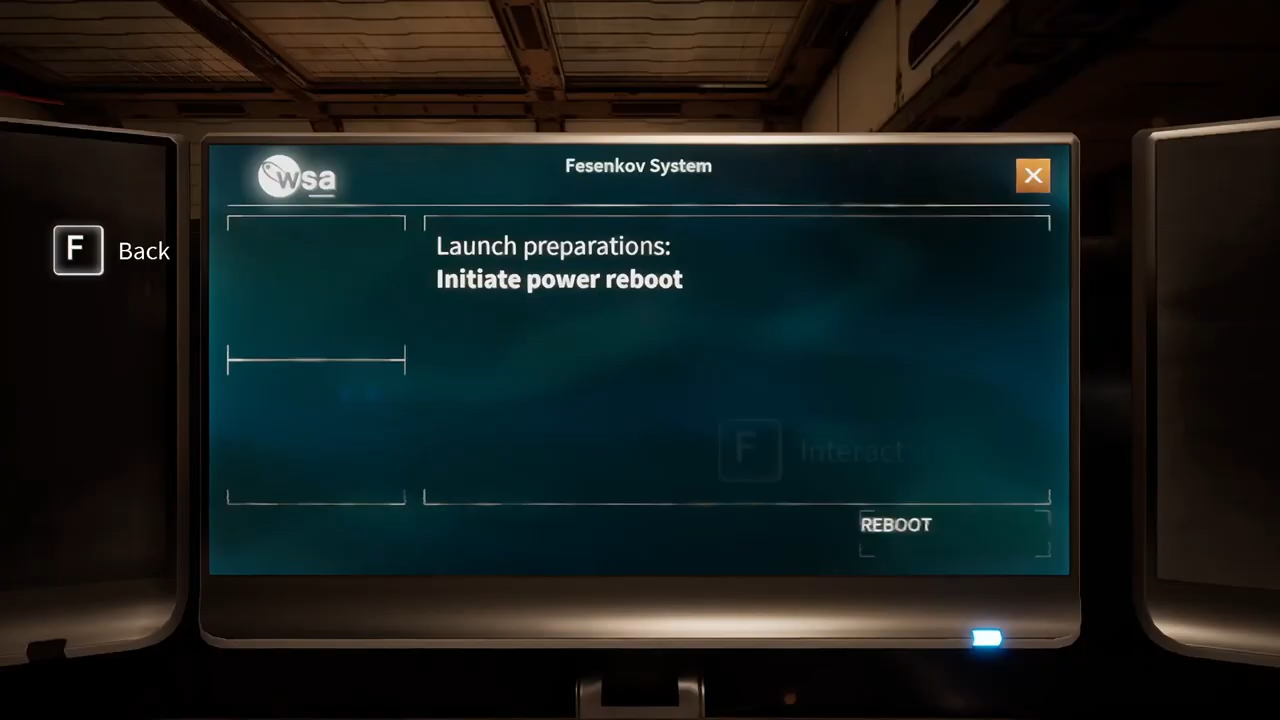 wsa
Fesenkov System
F
Back
Launch preparations:
Initiate power reboot
F
Interact
REBOOT